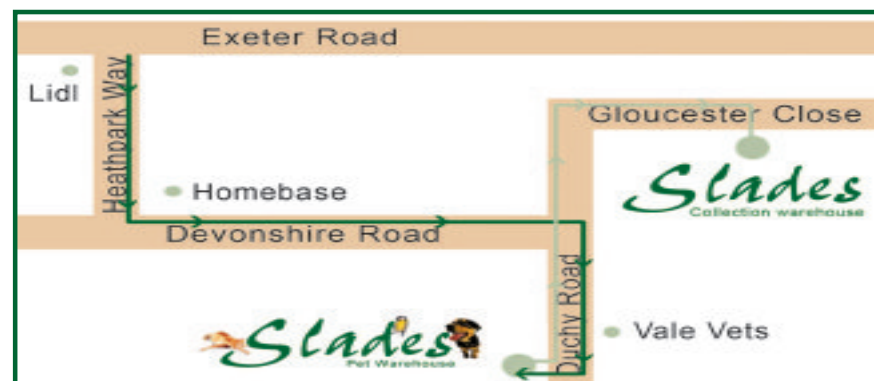 Exeter Road
Lidl
Heathpark Way
Gloucester Close
Homebase
Slades
Collection warehouse
Devonshire Road
Duchy Road
Vale Vets
Slades
Pet Warehouse